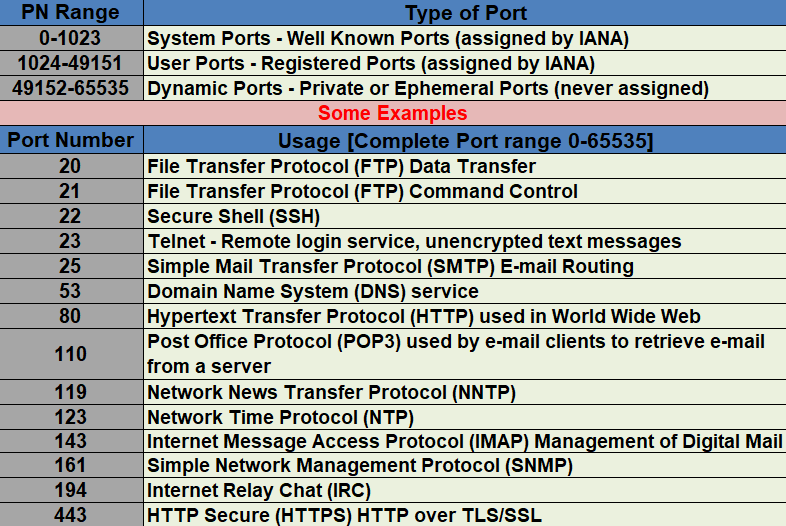 PN Range Type of Port
0-1023 System Ports - Well Known Ports (assigned by IANA)
1024-49151 User Ports - Registered Ports (assigned by IANA)
49152-65535 Dynamic Ports - Private or Ephemeral Ports (never assigned)
Some Examples
Port Number Usage [Complete Port range 0-65535]
20 File Transfer Protocol (FTP) Data Transfer
21 File Transfer Protocol (FTP) Command Control
22 Secure Shell (SSH)
23 Telnet - Remote login service, unencrypted text messages
25 Simple Mail Transfer Protocol (SMTP) E-mail Routing
53 Domain Name System (DNS) service
80 Hypertext Transfer Protocol (HTTP) used in World Wide Web
110 Post Office Protocol (POP3) used by e-mail clients to retrieve e-mail
from a server
119 Network News Transfer Protocol (NNTP)
123 Network Time Protocol (NTP)
143 Internet Message Access Protocol (IMAP) Management of Digital Mail
161 Simple Network Management Protocol (SNMP)
194 Internet Relay Chat (IRC)
443 HTTP Secure (HTTPS) HTTP over TLS/SSL